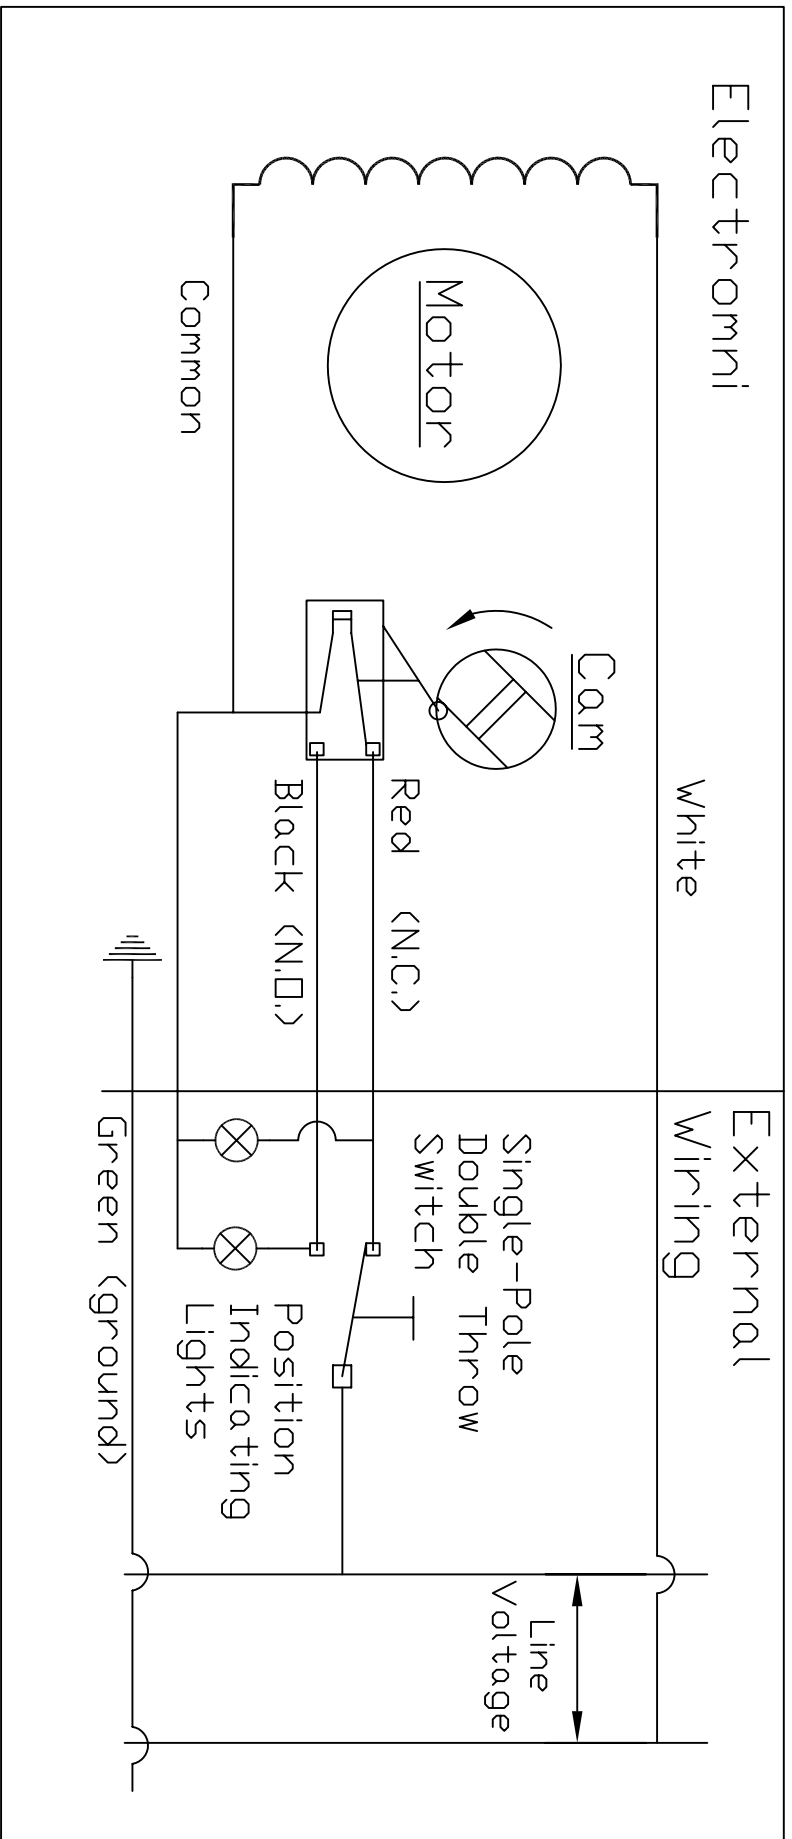 Electromni
External
Wiring
White
Cam
Motor
Single-Pole
Double Throw
Switch
Line
Voltage
Red (N.C.)
Black (N.O.)
Position
Indicating
Lights
Common
Green (ground)